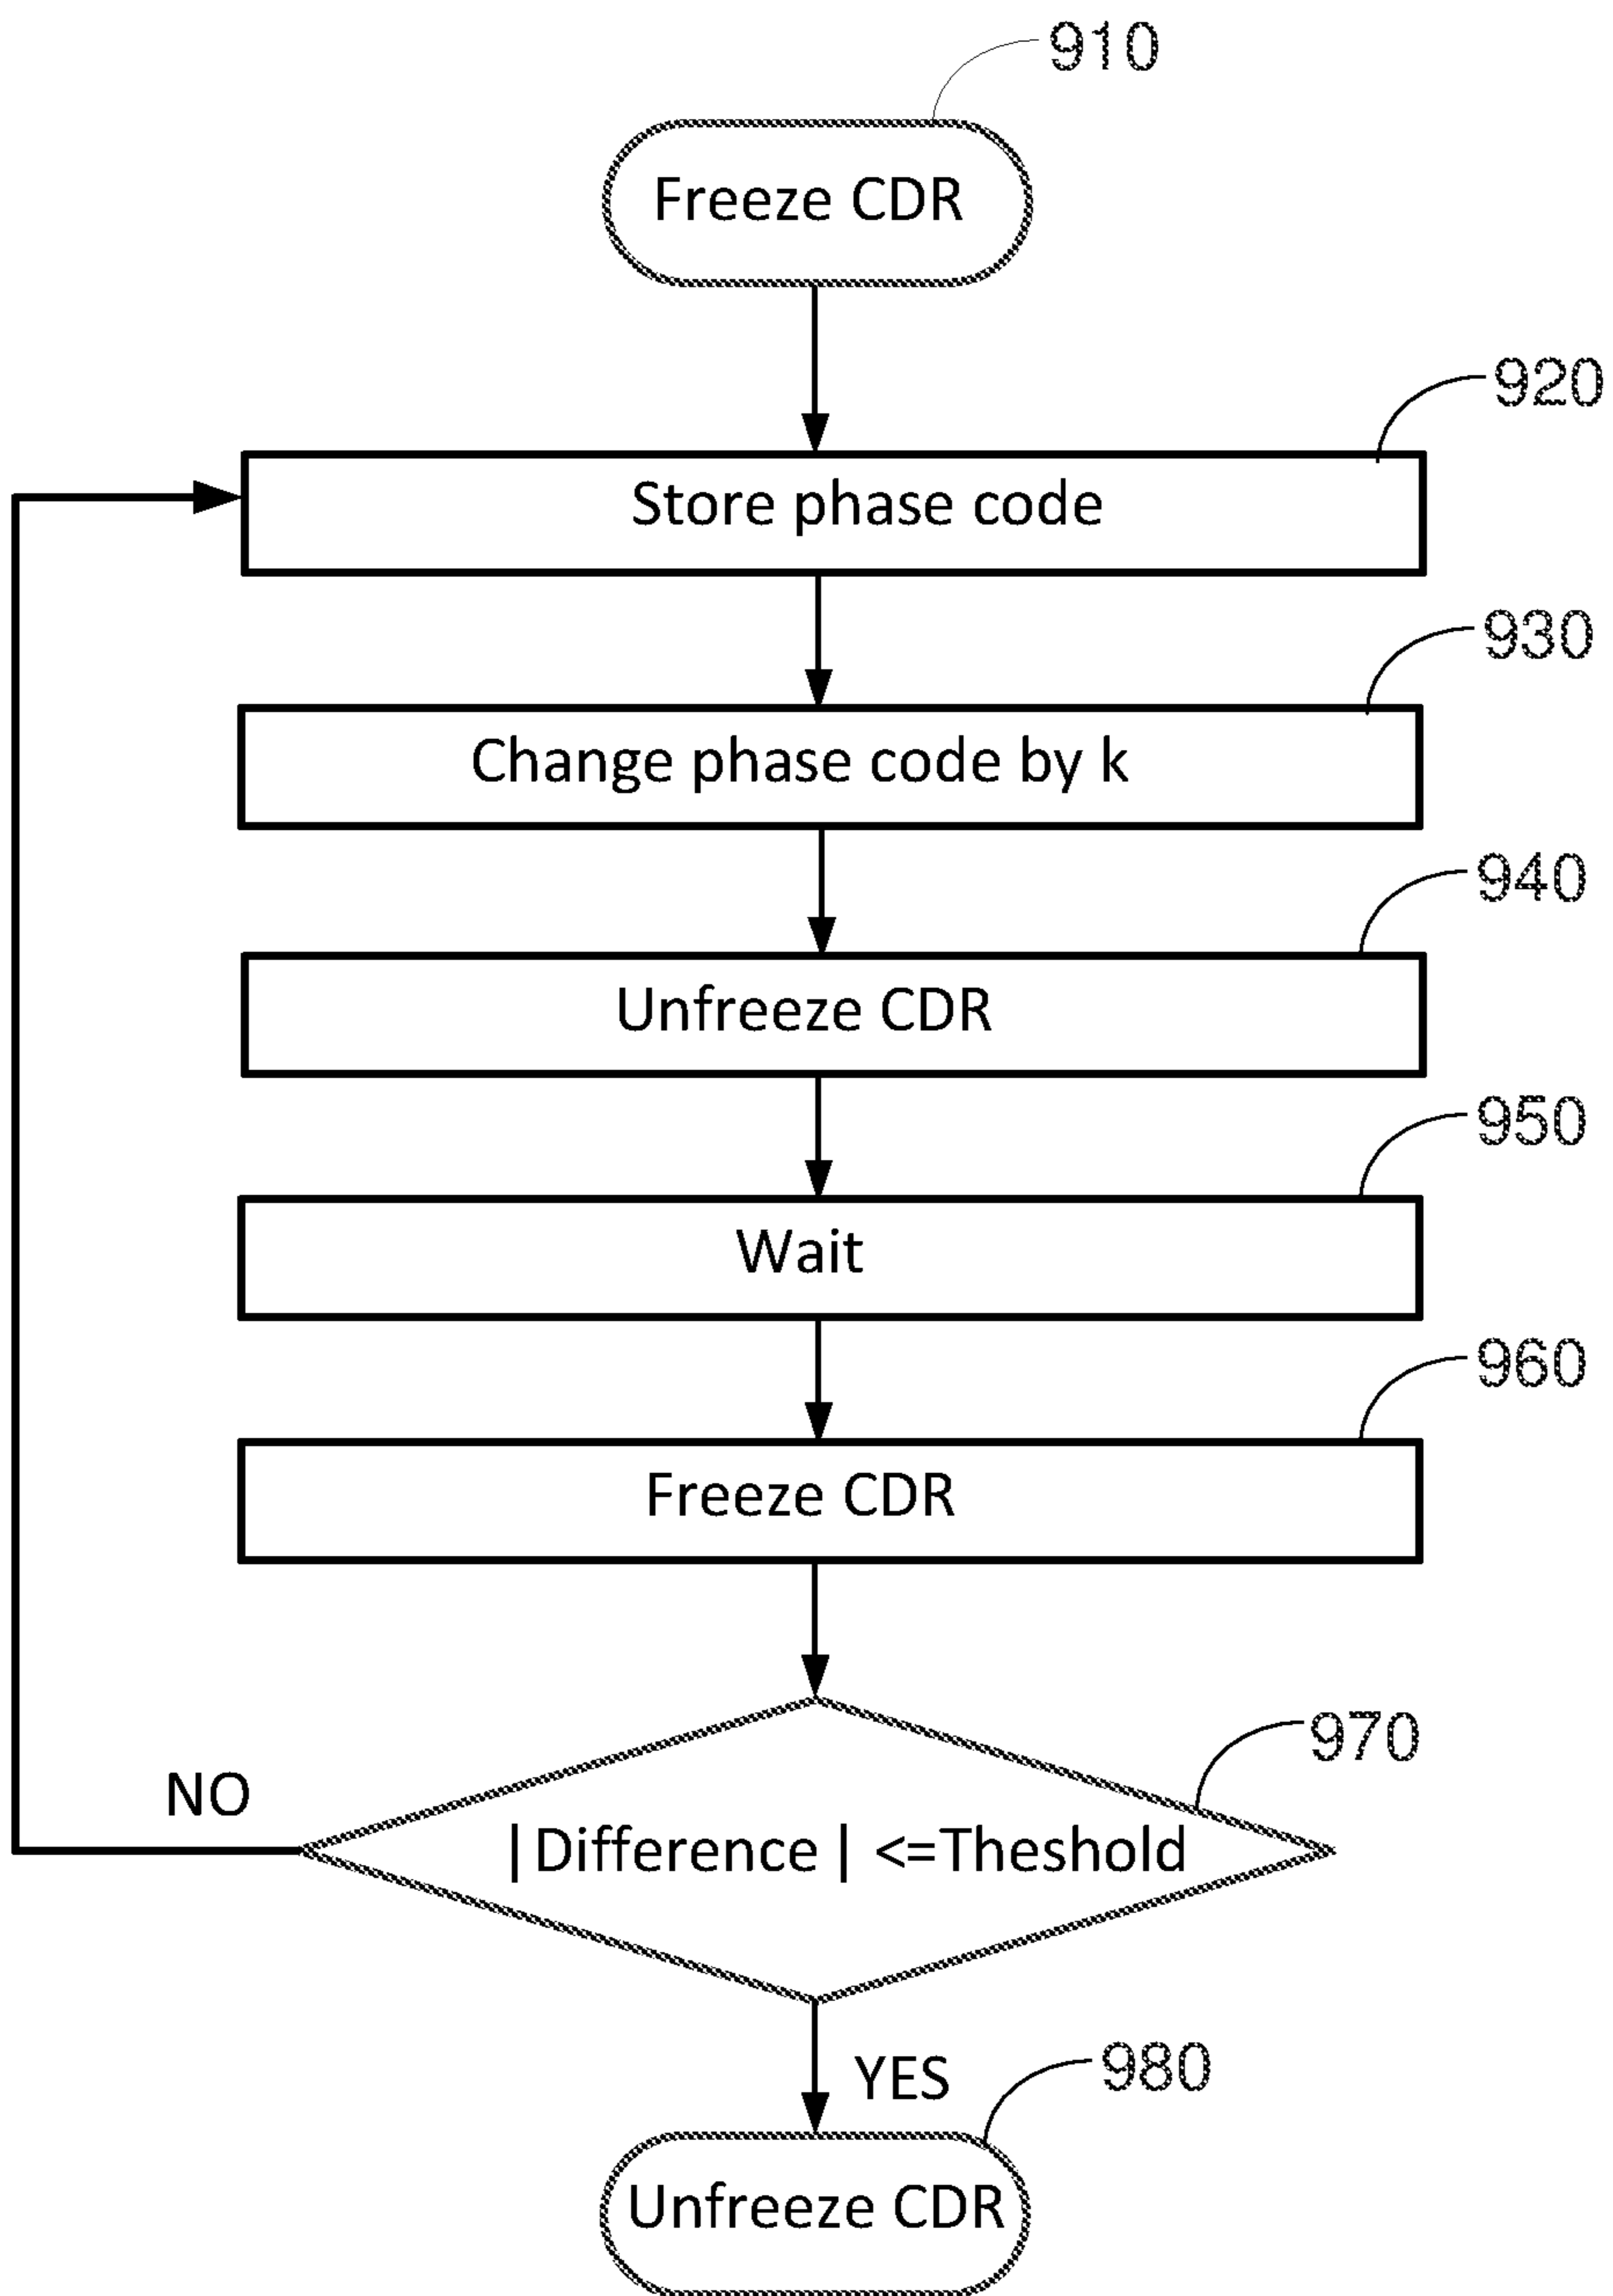 910
Freeze CDR
920
Store phase code
930
Change phase code by k
940
Unfreeze CDR
950
Wait
960
Freeze CDR
970
NO
|Difference| <=Theshold
YES
980
Unfreeze CDR